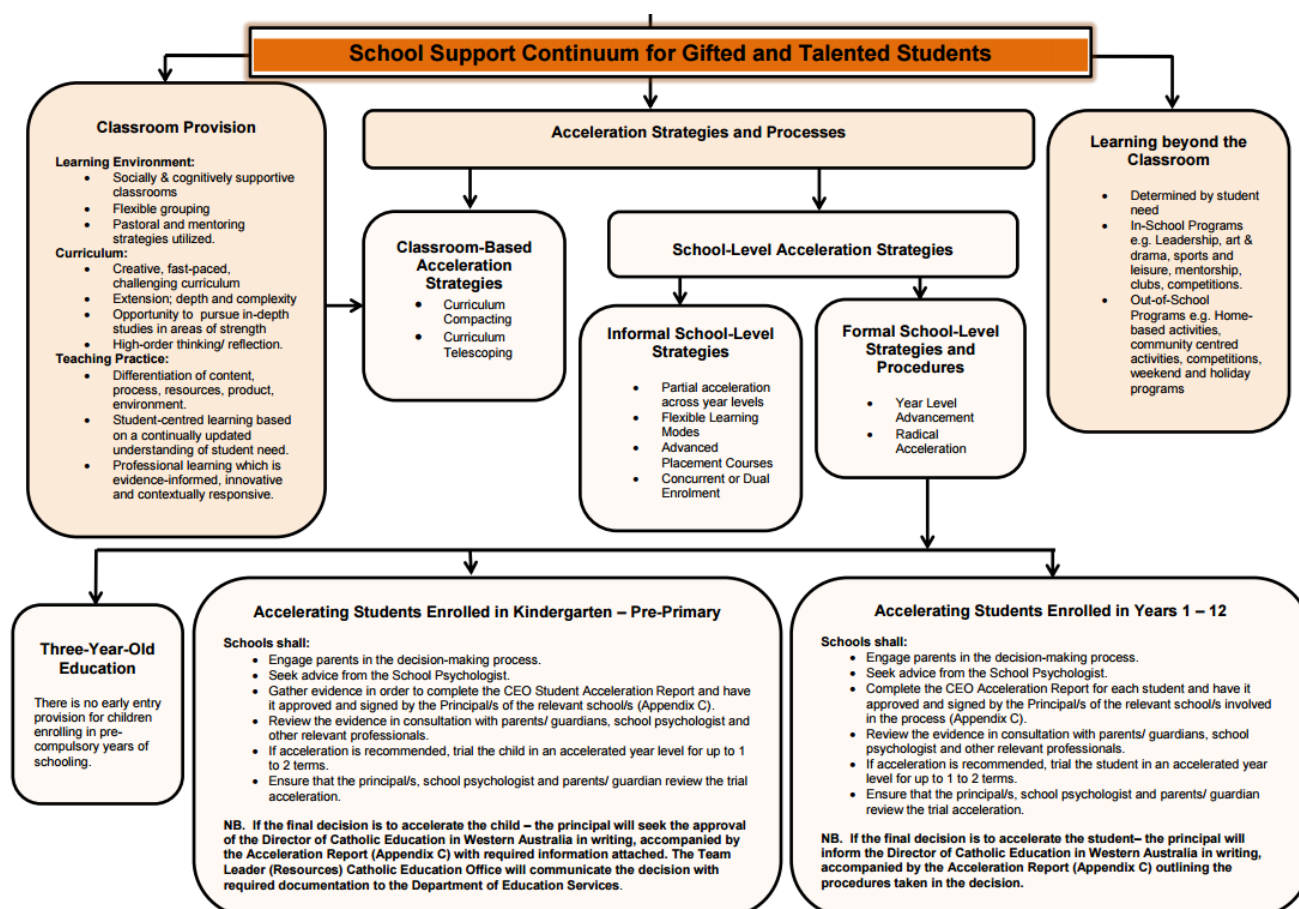 School Support Continuum for Gifted and Talented Students
Classroom Provision
Learning Environment:
• Socially & cognitively supportive
classrooms
• Flexible grouping
• Pastoral and mentoring
strategies utilized.
Curriculum:
• Creative, fast-paced,
challenging curriculum
• Extension; depth and complexity
• Opportunity to pursue in-depth
studies in areas of strength
• High-order thinking/ reflection.
Teaching Practice:
• Differentiation of content,
process, resources, product,
environment.
• Student-centred learning based
on a continually updated
understanding of student need.
• Professional learning which is
evidence-informed, innovative
and contextually responsive.
Acceleration Strategies and Processes
Classroom-Based
Acceleration
Strategies
• Curriculum
Compacting
• Curriculum
Telescoping
School-Level Acceleration Strategies
Informal School-Level
Strategies
• Partial acceleration
across year levels
• Flexible Learning
Modes
• Advanced
Placement Courses
• Concurrent or Dual
Enrolment
Formal School-Level
Strategies and
Procedures
• Year Level
Advancement
• Radical
Acceleration
Learning beyond the
Classroom
• Determined by student
need
• In-School Programs
e.g. Leadership, art &
drama, sports and
leisure, mentorship,
clubs, competitions.
• Out-of-School
Programs e.g. Home-
based activities,
community centred
activities, competitions,
weekend and holiday
programs
Three-Year-Old
Education
There is no early entry
provision for children
enrolling in pre-
compulsory years of
schooling.
Accelerating Students Enrolled in Kindergarten – Pre-Primary
Schools shall:
• Engage parents in the decision-making process.
• Seek advice from the School Psychologist.
• Gather evidence in order to complete the CEO Student Acceleration Report and have
it approved and signed by the Principal/s of the relevant school/s (Appendix C).
• Review the evidence in consultation with parents/ guardians, school psychologist and
other relevant professionals.
• If acceleration is recommended, trial the child in an accelerated year level for up to 1
to 2 terms.
• Ensure that the principal/s, school psychologist and parents/ guardian review the trial
acceleration.
NB. If the final decision is to accelerate the child – the principal will seek the approval
of the Director of Catholic Education in Western Australia in writing, accompanied by
the Acceleration Report (Appendix C) with required information attached. The Team
Leader (Resources) Catholic Education Office will communicate the decision with
required documentation to the Department of Education Services.
Accelerating Students Enrolled in Years 1 – 12
Schools shall:
• Engage parents in the decision-making process.
• Seek advice from the School Psychologist.
• Complete the CEO Acceleration Report for each student and have it
approved and signed by the Principal/s of the relevant school/s involved
in the process (Appendix C).
• Review the evidence in consultation with parents/ guardians, school
psychologist and other relevant professionals.
• If acceleration is recommended, trial the student in an accelerated year
level for up to 1 to 2 terms.
• Ensure that the principal/s, school psychologist and parents/ guardian
review the trial acceleration.
NB. If the final decision is to accelerate the student– the principal will
inform the Director of Catholic Education in Western Australia in writing,
accompanied by the Acceleration Report (Appendix C) outlining the
procedures taken in the decision.